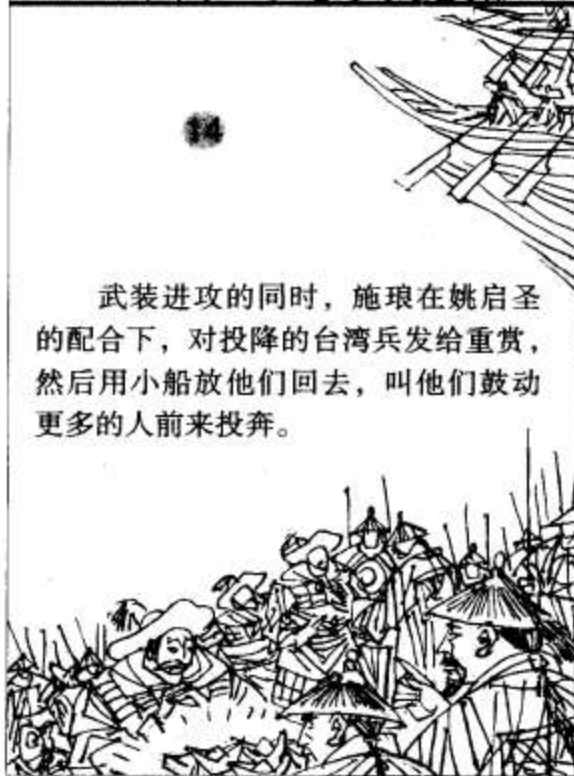 14
武装进攻的同时，施琅在姚启圣
的配合下，对投降的台湾兵发给重赏，
然后用小船放他们回去，叫他们鼓动
更多的人前来投奔。